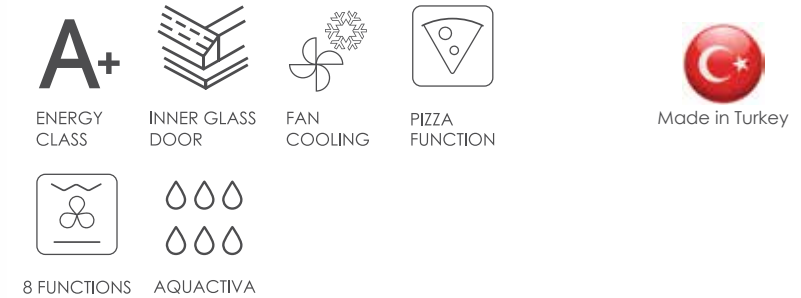 A+
ENERGY
CLASS
INNER GLASS
DOOR
FAN
COOLING
PIZZA
FUNCTION
Made in Turkey
8 FUNCTIONS
AQUACTIVA